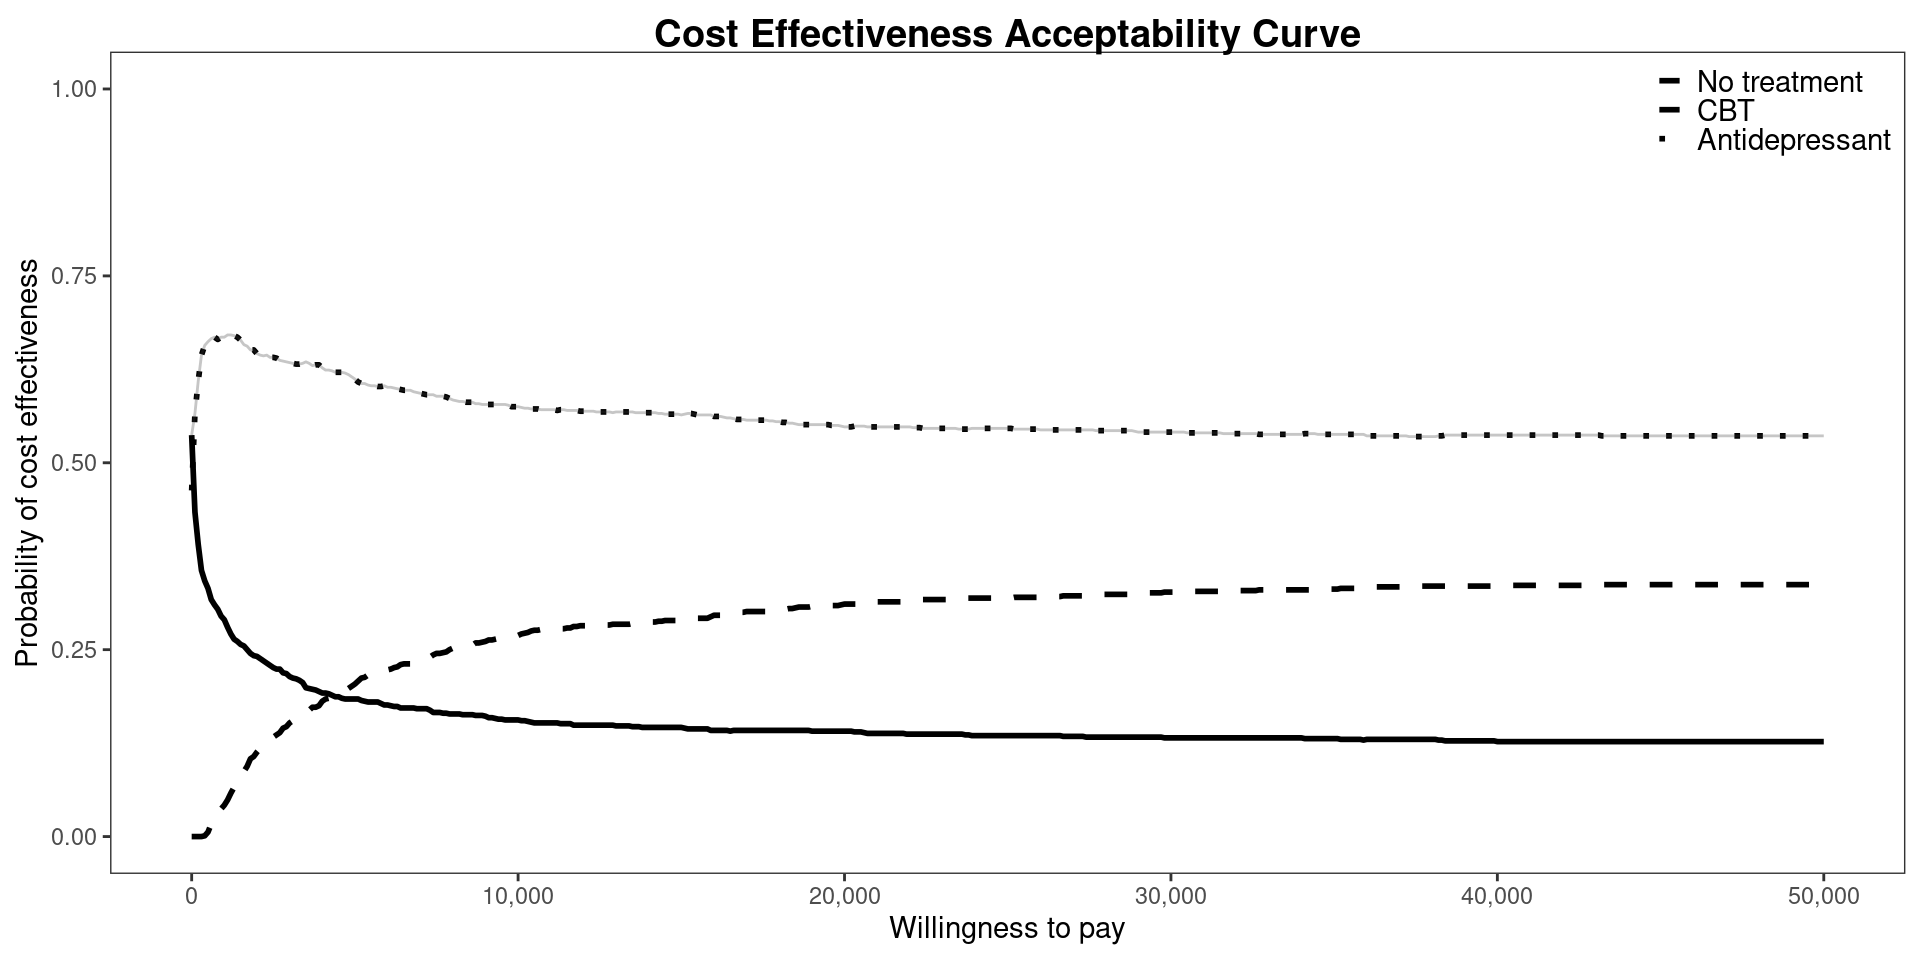 Cost Effectiveness Acceptability Curve
No treatment
CBT
Antidepressant
Probability of cost effectiveness
1.00
0.75
0.50
0.25
0.00
0 10,000 20,000 30,000 40,000 50,000
Willingness to pay